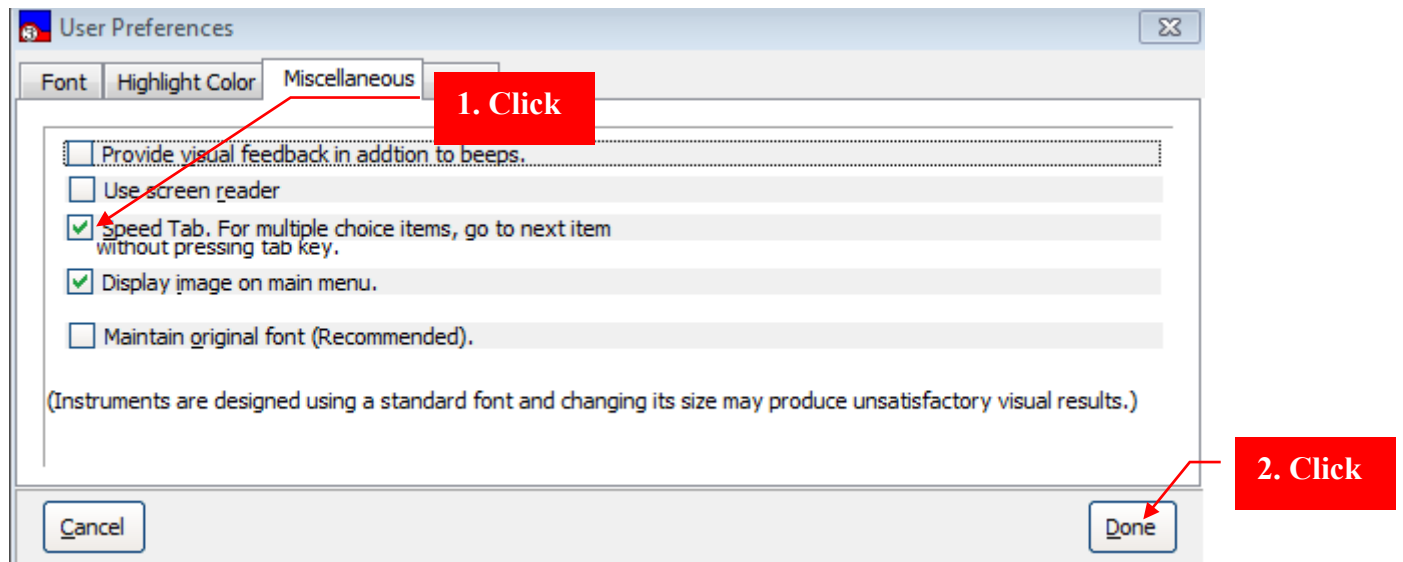 User Preferences
Font Highlight Color Miscellaneous
1. Click
Provide visual feedback in addtion to beeps.
Use screen reader
Speed Tab. For multiple choice items, go to next item
without pressing tab key.
Display image on main menu.
Maintain original font (Recommended).
(Instruments are designed using a standard font and changing its size may produce unsatisfactory visual results.)
2. Click
Cancel Done